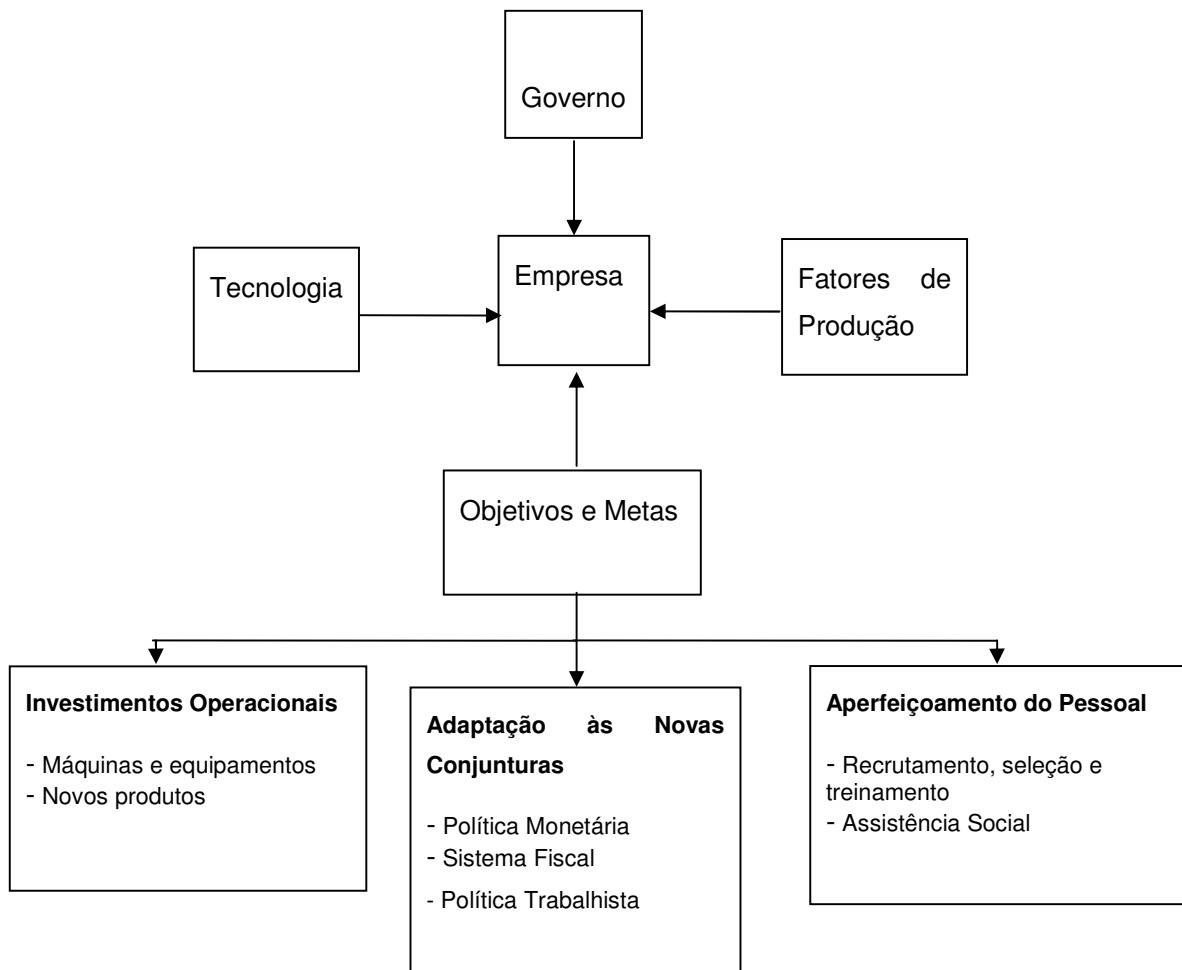 Governo
Tecnologia
Empresa
Fatores de
Produção
Objetivos e Metas
Investimentos Operacionais
- Máquinas e equipamentos
- Novos produtos
Adaptação às Novas
Conjunturas
- Política Monetária
- Sistema Fiscal
- Política Trabalhista
Aperfeiçoamento do Pessoal
- Recrutamento, seleção e
treinamento
- Assistência Social